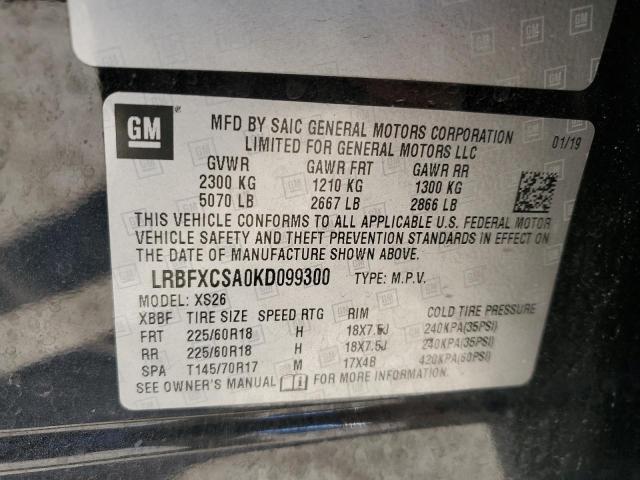 GM
MFD BY SAIC GENERAL MOTORS CORPORATION
LIMITED FOR GENERAL MOTORS LLC
01/19
GVWR GAWR FRT GAWR RR
2300 KG 1210 KG 1300 KG
5070 LB 2667 LB 2866 LB
THIS VEHICLE CONFORMS TO ALL APPLICABLE U.S. FEDERAL MOTOR
VEHICLE SAFETY AND THEFT PREVENTION STANDARDS IN EFFECT ON
THE DATE OF MANUFACTURE SHOWN ABOVE.
LRBFXCSA0KD099300 TYPE: M.P.V.
MODEL: XS26
XBBF TIRE SIZE SPEED RTG RIM COLD TIRE PRESSURE
FRT 225/60R18 H 18X7.5J 240KPA(35PSI)
RR 225/60R18 H 18X7.5J 240KPA(35PSI)
SPA T145/70R17 M 17X4B 420KPA(60PSI)
SEE OWNER'S MANUAL FOR MORE INFORMATION.